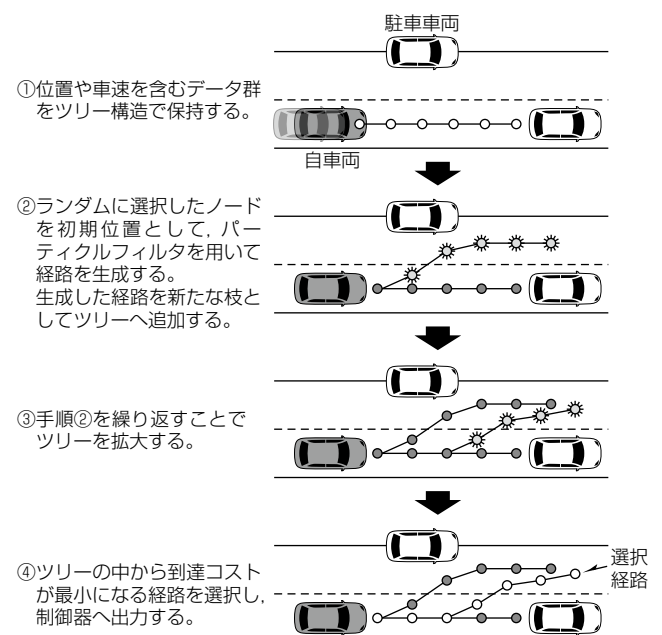 駐車車両
①位置や車速を含むデータ群
をツリー構造で保持する。
自車両
②ランダムに選択したノード
を初期位置として，パー
ティクルフィルタを用いて
経路を生成する。
生成した経路を新たな枝と
してツリーへ追加する。
③手順②を繰り返すことで
ツリーを拡大する。
④ツリーの中から到達コスト
が最小になる経路を選択し，
制御器へ出力する。
選択
経路